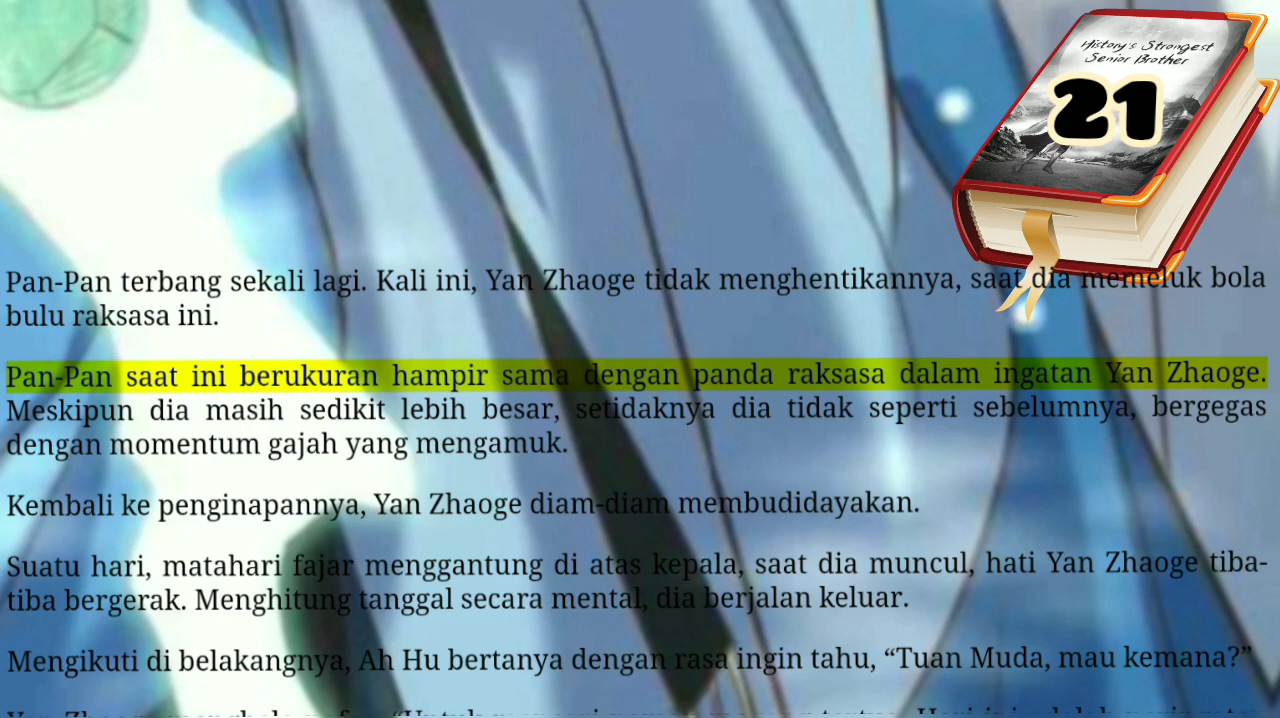 History's Strongest
Senior Brother
21
Pan-Pan terbang sekali lagi. Kali ini, Yan Zhaoge tidak menghentikannya, saat dia memeluk bola
bulu raksasa ini.
Pan-Pan saat ini berukuran hampir sama dengan panda raksasa dalam ingatan Yan Zhaoge.
Meskipun dia masih sedikit lebih besar, setidaknya dia tidak seperti sebelumnya, bergegas
dengan momentum gajah yang mengamuk.
Kembali ke penginapannya, Yan Zhaoge diam-diam membudidayakan.
Suatu hari, matahari fajar menggantung di atas kepala, saat dia muncul, hati Yan Zhaoge tiba-
tiba bergerak. Menghitung tanggal secara mental, dia berjalan keluar.
Mengikuti di belakangnya, Ah Hu bertanya dengan rasa ingin tahu, “Tuan Muda, mau kemana?”